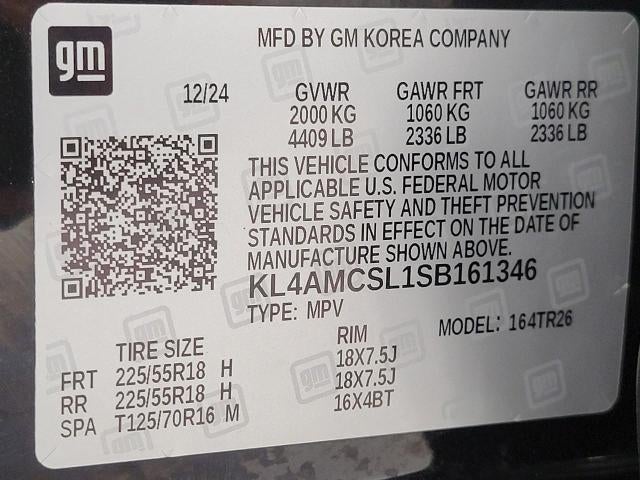 gm
MFD BY GM KOREA COMPANY
12/24 GVWR GAWR FRT GAWR RR
2000 KG 1060 KG 1060 KG
4409 LB 2336 LB 2336 LB
THIS VEHICLE CONFORMS TO ALL
APPLICABLE U.S. FEDERAL MOTOR
VEHICLE SAFETY AND THEFT PREVENTION
STANDARDS IN EFFECT ON THE DATE OF
MANUFACTURE SHOWN ABOVE.
KL4AMCSL1SB161346
TYPE: MPV MODEL: 164TR26
TIRE SIZE RIM
FRT 225/55R18 H 18X7.5J
RR 225/55R18 H 18X7.5J
SPA T125/70R16 M 16X4BT